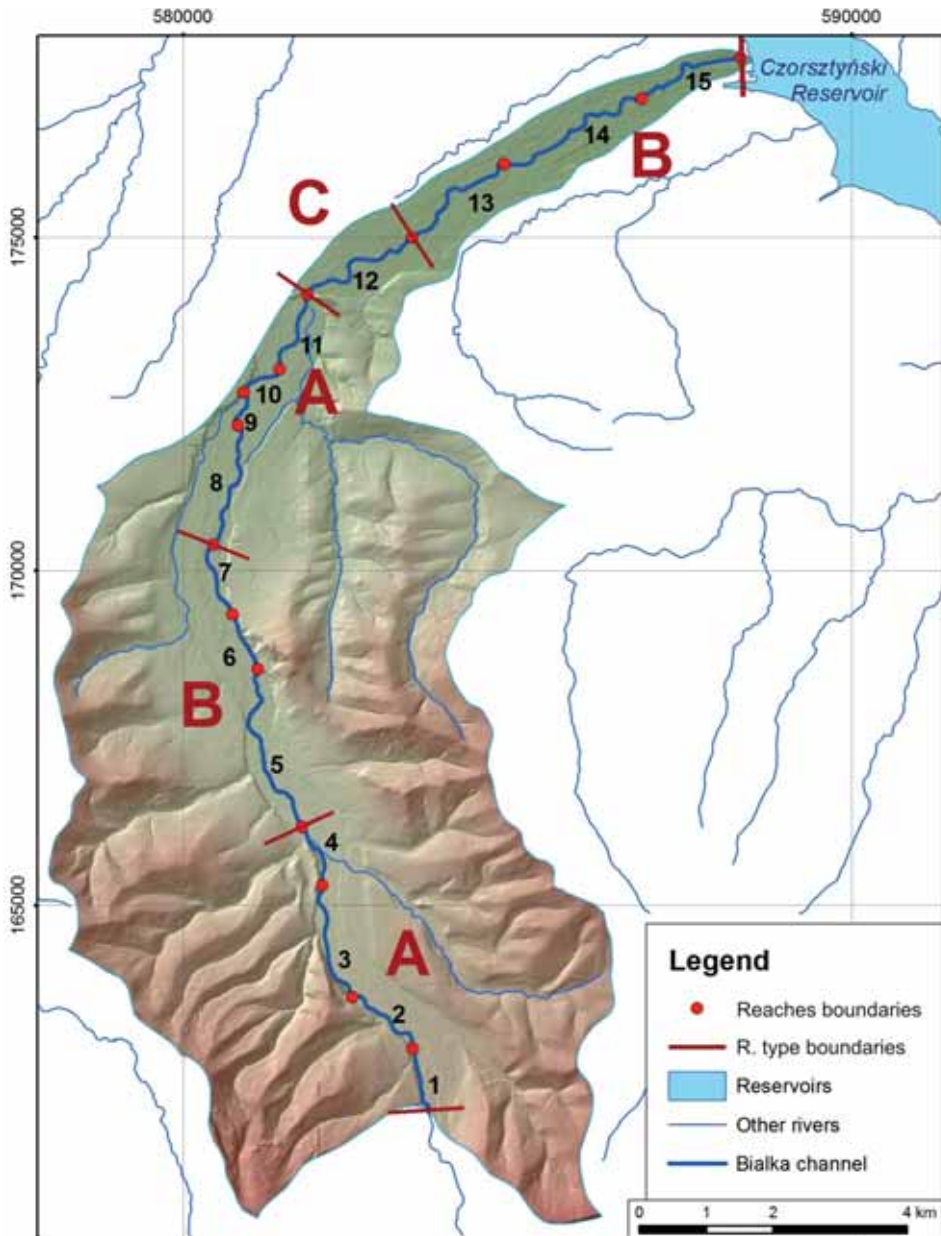 580000
590000
Czorsztyński
Reservoir
15
14
B
13
C
175000
12
11
A
10
9
8
170000
7
6
B
5
4
165000
A
3
2
1
Legend
Reaches boundaries
R. type boundaries
Reservoirs
Other rivers
Bialka channel
0 1 2 4 km